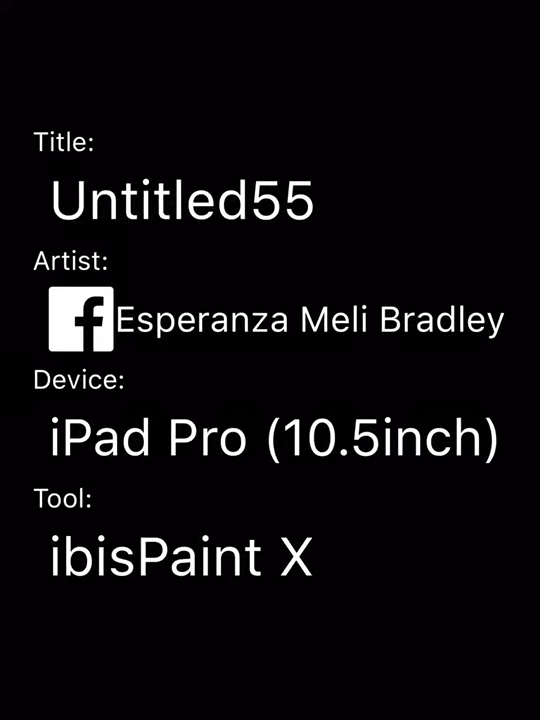 Title:
Untitled55
Artist:
Esperanza Meli Bradley
Device:
iPad Pro (10.5inch)
Tool:
ibisPaint X